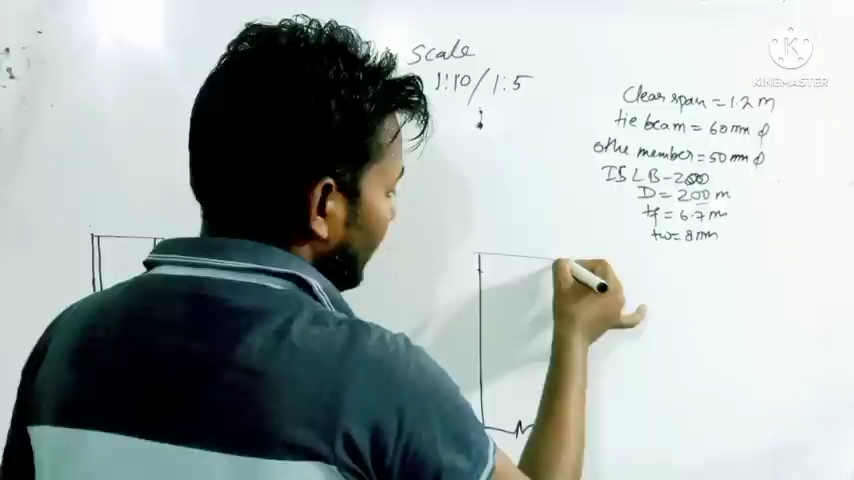 Scale
1:10 / 1:5
KINEMASTER
Clear span = 1.2 m
tie beam = 60 mm φ
othe member = 50 mm φ
ISLB-200
D = 200 m
tf = 6.7 m
tw = 8 mm